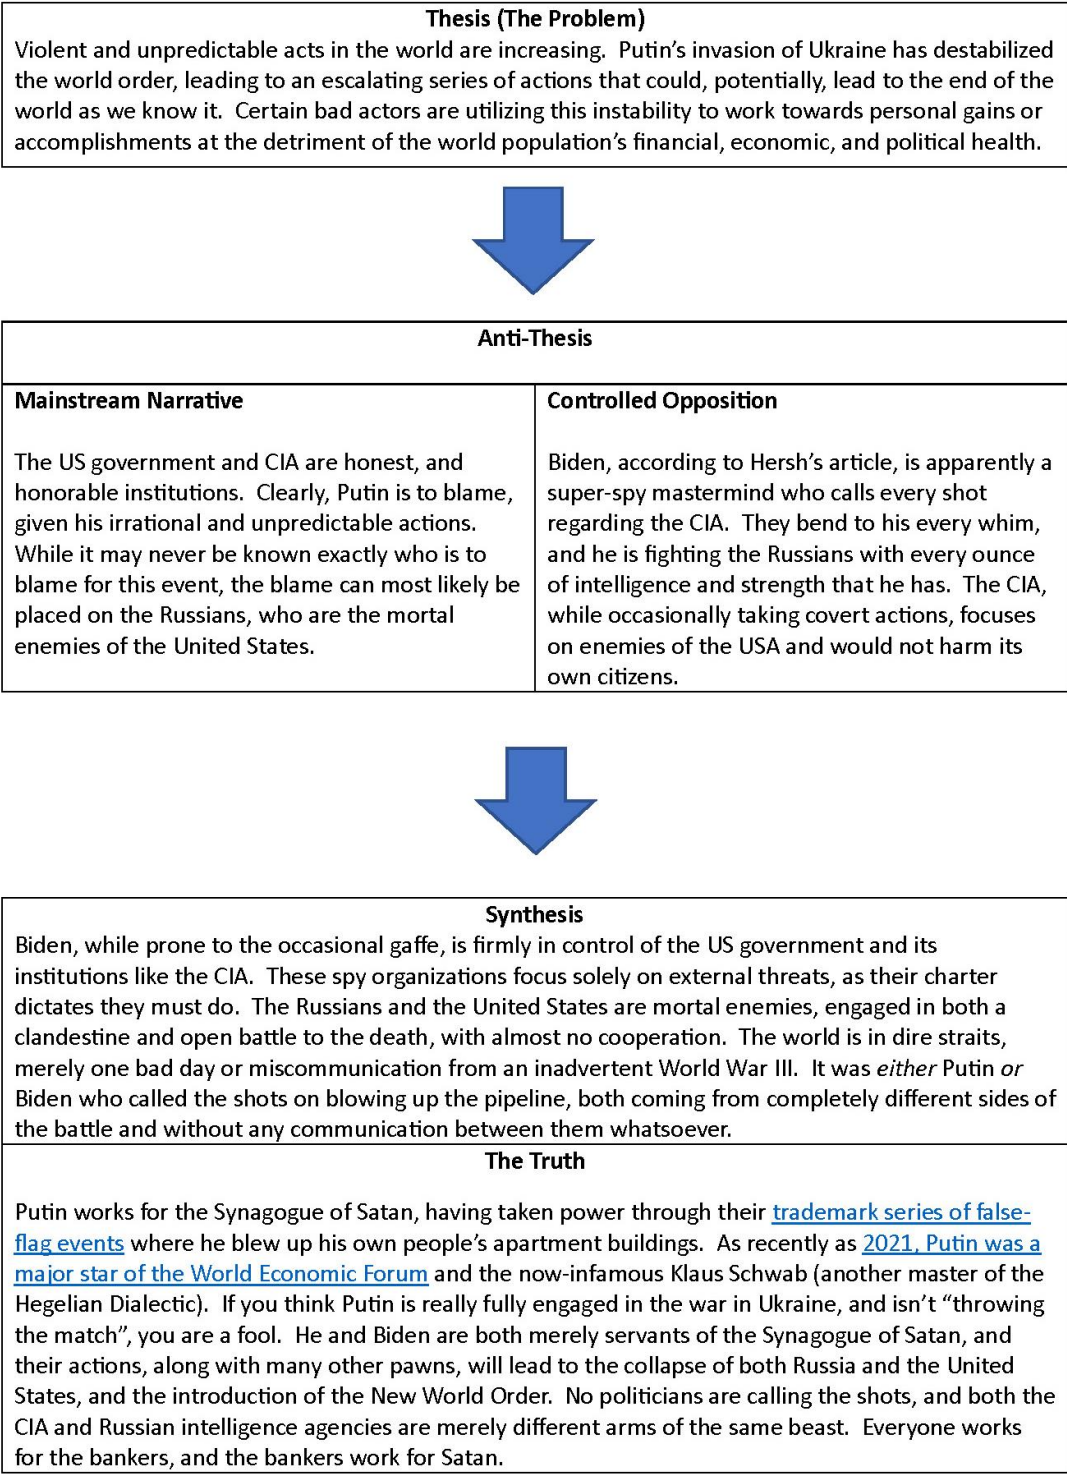 Thesis (The Problem)
Violent and unpredictable acts in the world are increasing.  Putin's invasion of Ukraine has destabilized
the world order, leading to an escalating series of actions that could, potentially, lead to the end of the
world as we know it.  Certain bad actors are utilizing this instability to work towards personal gains or
accomplishments at the detriment of the world population's financial, economic, and political health.
Anti-Thesis
Mainstream Narrative
The US government and CIA are honest, and
honorable institutions.  Clearly, Putin is to blame,
given his irrational and unpredictable actions.
While it may never be known exactly who is to
blame for this event, the blame can most likely be
placed on the Russians, who are the mortal
enemies of the United States.
Controlled Opposition
Biden, according to Hersh's article, is apparently a
super-spy mastermind who calls every shot
regarding the CIA.  They bend to his every whim,
and he is fighting the Russians with every ounce
of intelligence and strength that he has.  The CIA,
while occasionally taking covert actions, focuses
on enemies of the USA and would not harm its
own citizens.
Synthesis
Biden, while prone to the occasional gaffe, is firmly in control of the US government and its
institutions like the CIA.  These spy organizations focus solely on external threats, as their charter
dictates they must do.  The Russians and the United States are mortal enemies, engaged in both a
clandestine and open battle to the death, with almost no cooperation.  The world is in dire straits,
merely one bad day or miscommunication from an inadvertent World War III.  It was either Putin or
Biden who called the shots on blowing up the pipeline, both coming from completely different sides of
the battle and without any communication between them whatsoever.
The Truth
Putin works for the Synagogue of Satan, having taken power through their trademark series of false-
flag events where he blew up his own people's apartment buildings.  As recently as 2021, Putin was a
major star of the World Economic Forum and the now-infamous Klaus Schwab (another master of the
Hegelian Dialectic).  If you think Putin is really fully engaged in the war in Ukraine, and isn't "throwing
the match", you are a fool.  He and Biden are both merely servants of the Synagogue of Satan, and
their actions, along with many other pawns, will lead to the collapse of both Russia and the United
States, and the introduction of the New World Order.  No politicians are calling the shots, and both the
CIA and Russian intelligence agencies are merely different arms of the same beast.  Everyone works
for the bankers, and the bankers work for Satan.